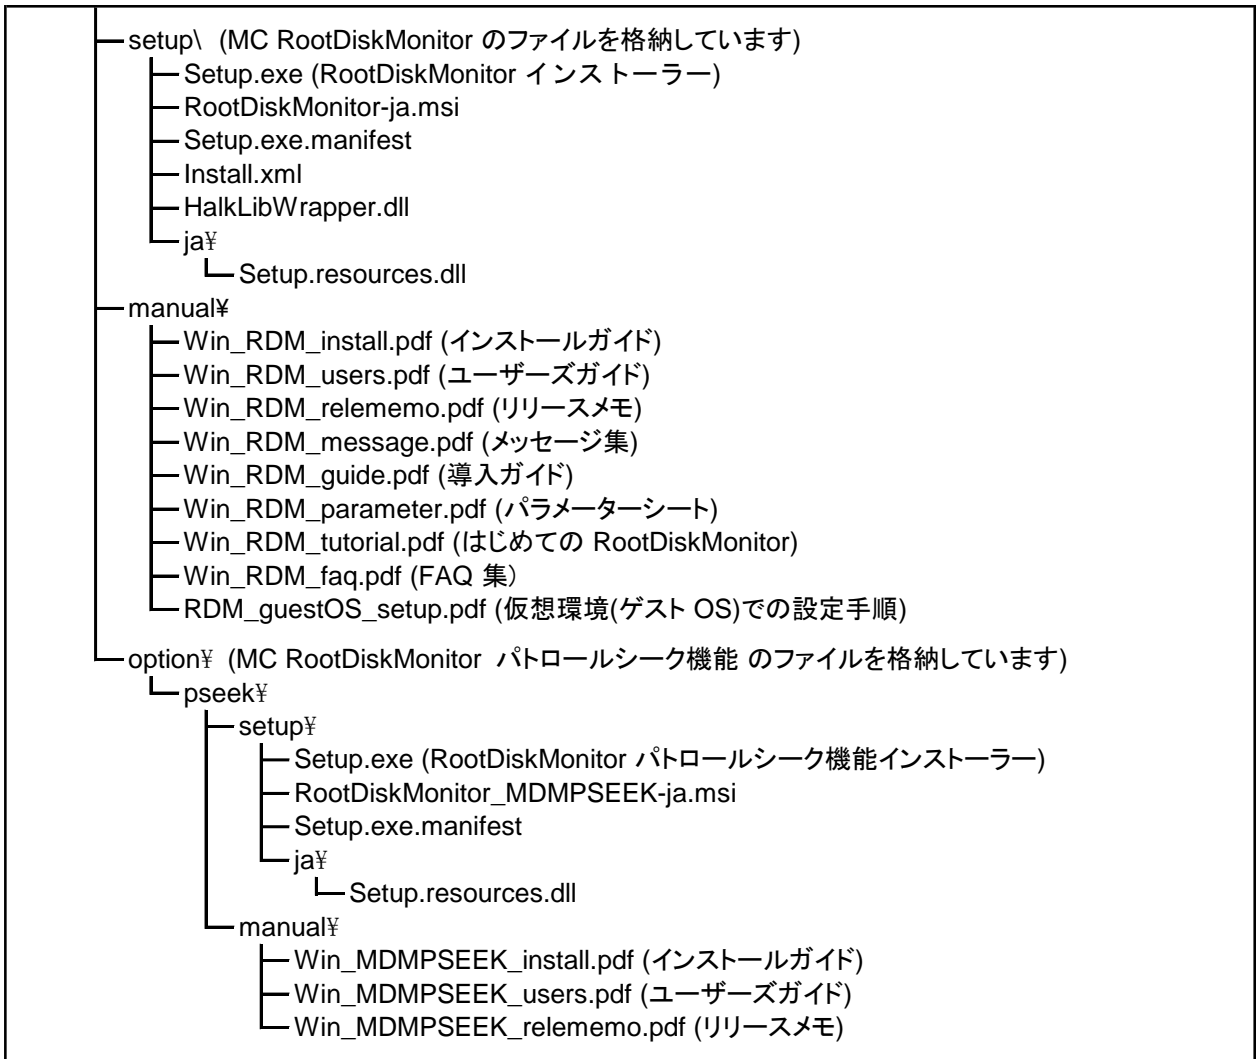 setup\ (MC RootDiskMonitor のファイルを格納しています)
Setup.exe (RootDiskMonitor インストーラー)
RootDiskMonitor-ja.msi
Setup.exe.manifest
Install.xml
HalkLibWrapper.dll
ja¥
Setup.resources.dll
manual¥
Win_RDM_install.pdf (インストールガイド)
Win_RDM_users.pdf (ユーザーズガイド)
Win_RDM_relememo.pdf (リリースメモ)
Win_RDM_message.pdf (メッセージ集)
Win_RDM_guide.pdf (導入ガイド)
Win_RDM_parameter.pdf (パラメーターシート)
Win_RDM_tutorial.pdf (はじめての RootDiskMonitor)
Win_RDM_faq.pdf (FAQ 集)
RDM_guestOS_setup.pdf (仮想環境(ゲスト OS)での設定手順)
option¥ (MC RootDiskMonitor パトロールシーク機能 のファイルを格納しています)
pseek¥
setup¥
Setup.exe (RootDiskMonitor パトロールシーク機能インストーラー)
RootDiskMonitor_MDMPSEEK-ja.msi
Setup.exe.manifest
ja¥
Setup.resources.dll
manual¥
Win_MDMPSEEK_install.pdf (インストールガイド)
Win_MDMPSEEK_users.pdf (ユーザーズガイド)
Win_MDMPSEEK_relememo.pdf (リリースメモ)